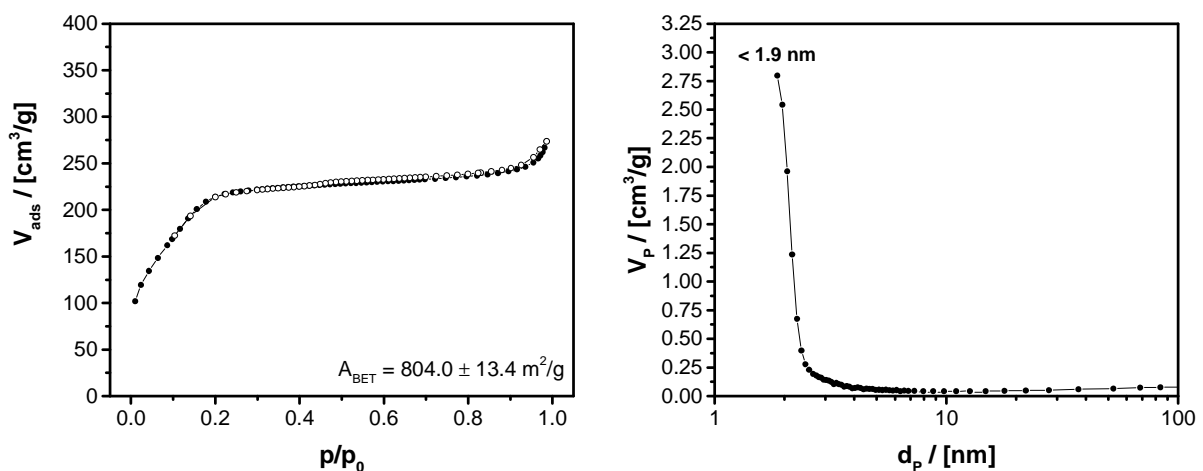 400
350
300
250
200
150
100
50
0
V_ads / [cm³/g]
0.0 0.2 0.4 0.6 0.8 1.0
p/p₀
A_BET = 804.0 ± 13.4 m²/g
3.25
3.00
2.75
2.50
2.25
2.00
1.75
1.50
1.25
1.00
0.75
0.50
0.25
0.00
V_P / [cm³/g]
< 1.9 nm
1 10 100
d_P / [nm]